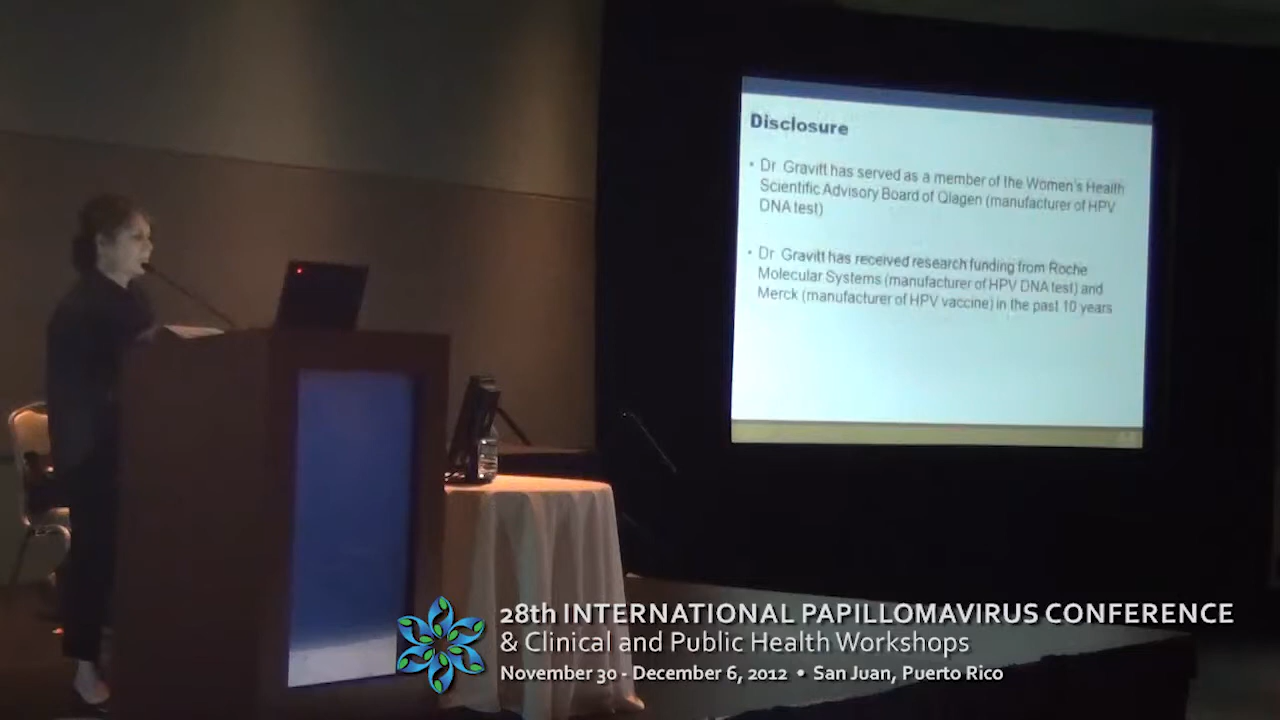 Disclosure
• Dr. Gravitt has served as a member of the Women's Health
Scientific Advisory Board of Qiagen (manufacturer of HPV
DNA test)
• Dr. Gravitt has received research funding from Roche
Molecular Systems (manufacturer of HPV DNA test) and
Merck (manufacturer of HPV vaccine) in the past 10 years
28th INTERNATIONAL PAPILLOMAVIRUS CONFERENCE
& Clinical and Public Health Workshops
November 30 - December 6, 2012 • San Juan, Puerto Rico